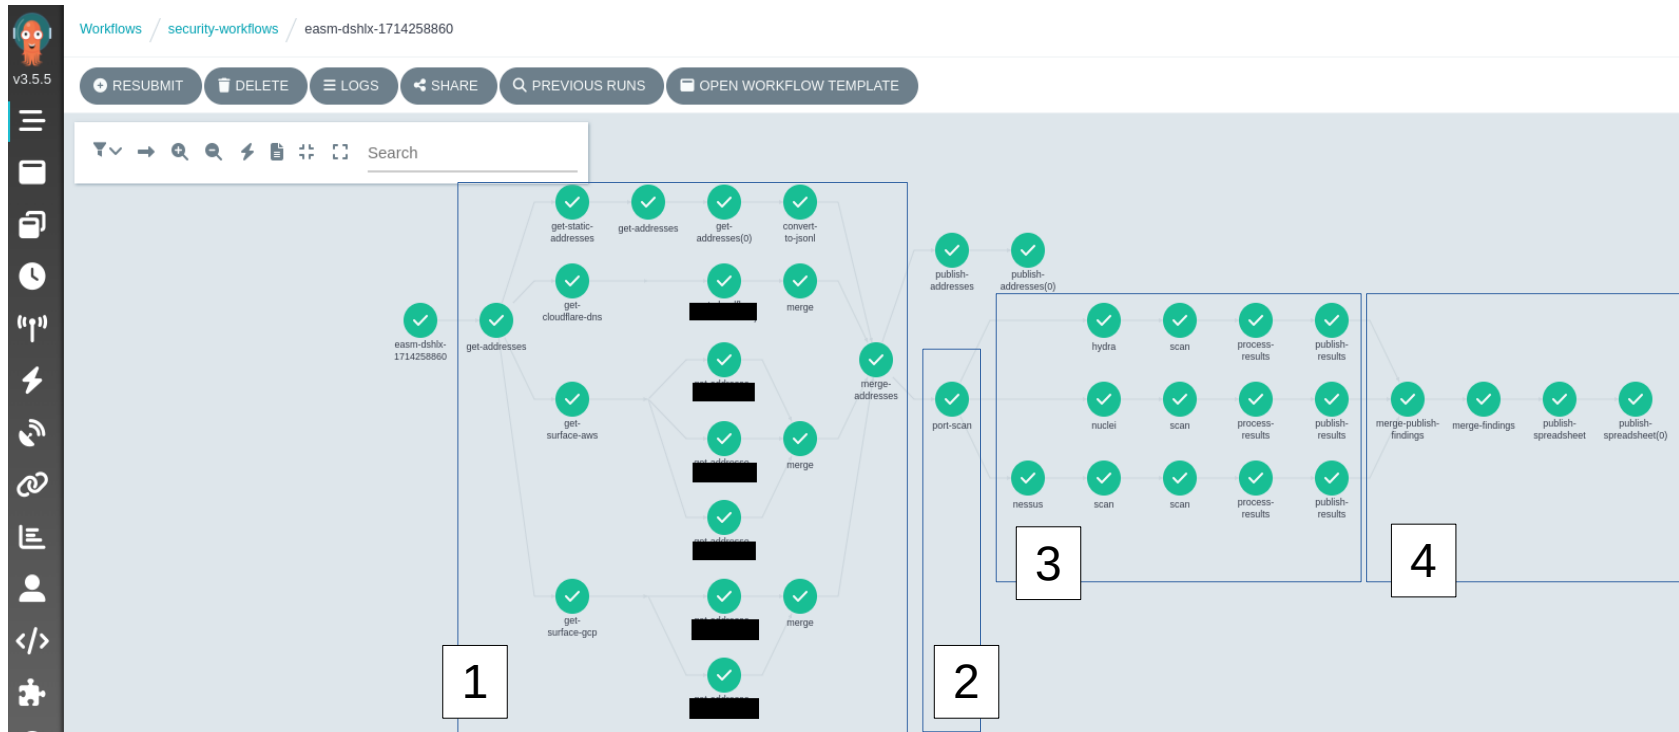 Workflows / security-workflows / easm-dshlx-1714258860
v3.5.5
RESUBMIT DELETE LOGS SHARE PREVIOUS RUNS OPEN WORKFLOW TEMPLATE
Search
get-static-
addresses
get-addresses
get-
addresses(0)
convert-
to-jsonl
publish-
addresses
publish-
addresses(0)
get-
cloudflare-dns
merge
easm-dshlx-
1714258860
get-addresses
merge-
addresses
hydra
scan
process-
results
publish-
results
get-
surface-aws
merge
port-scan
nuclei
scan
process-
results
publish-
results
merge-publish-
findings
merge-findings
publish-
spreadsheet
publish-
spreadsheet(0)
nessus
scan
scan
process-
results
publish-
results
get-
surface-gcp
merge
1
2
3
4